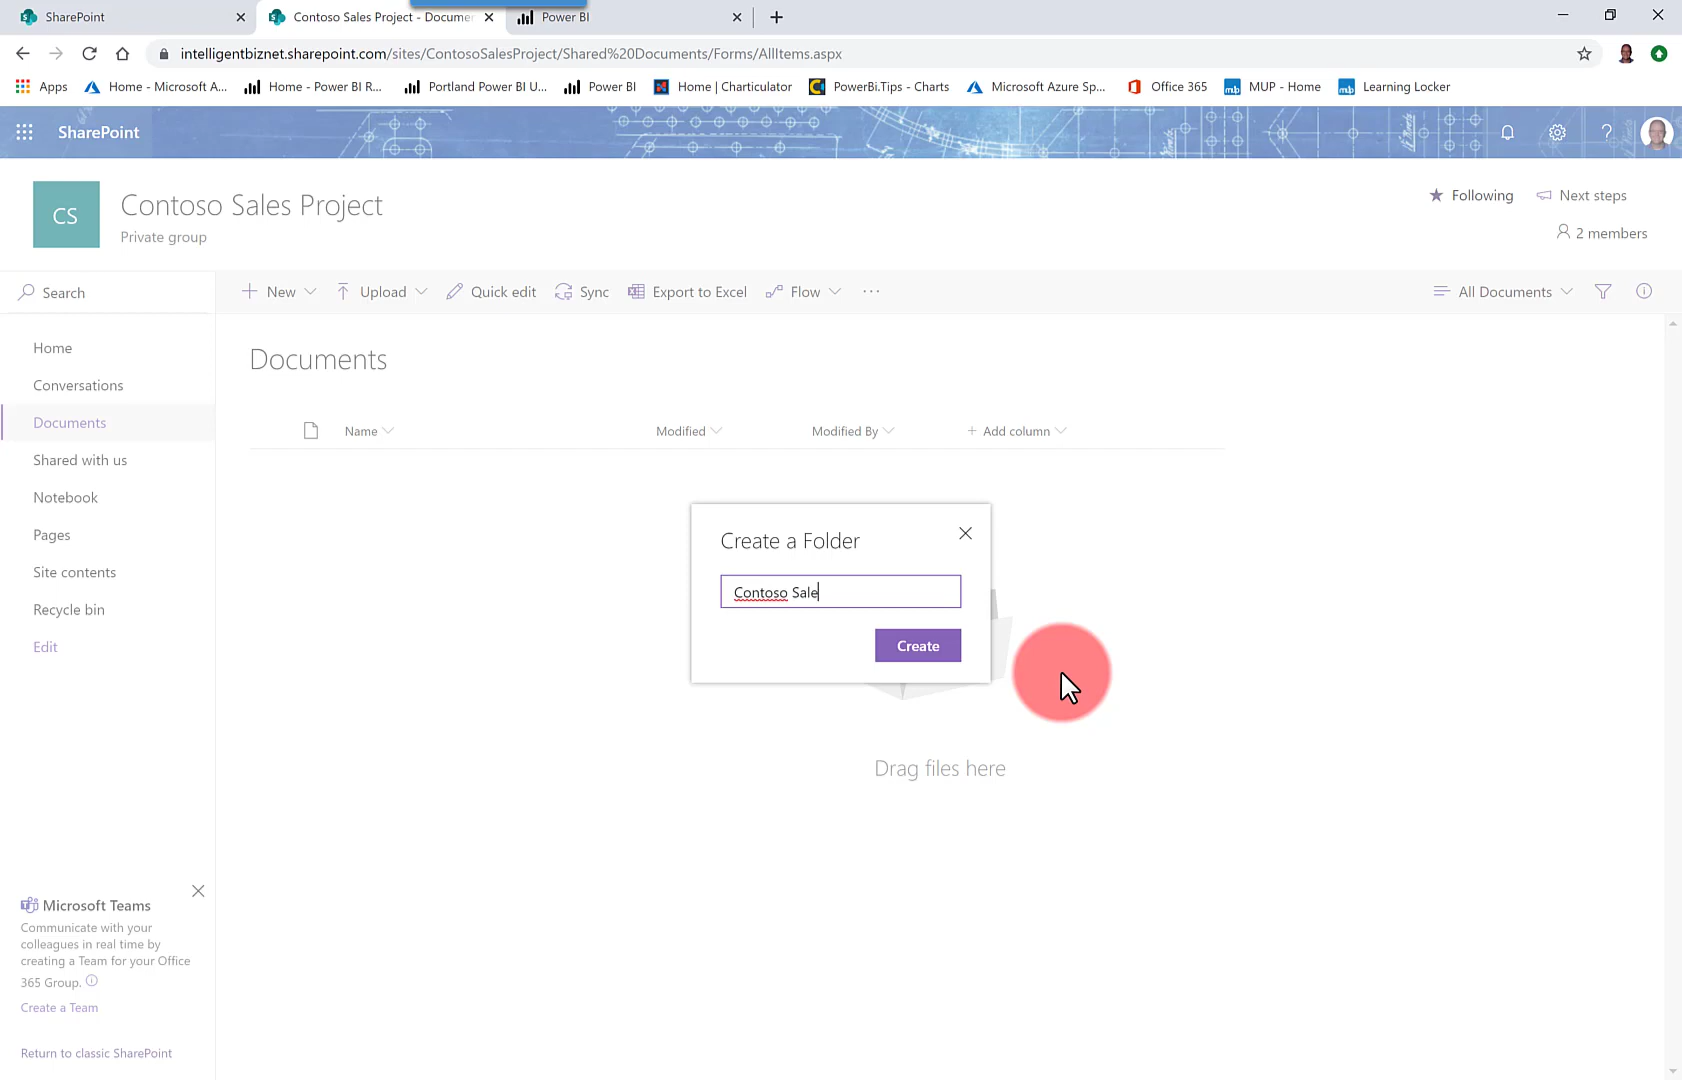 SharePoint
Contoso Sales Project - Docume
Power BI
intelligentbiznet.sharepoint.com/sites/ContosoSalesProject/Shared%20Documents/Forms/AllItems.aspx
Apps
Home - Microsoft A...
Home - Power BI R...
Portland Power BI U...
Power BI
Home | Charticulator
PowerBi.Tips - Charts
Microsoft Azure Sp...
Office 365
MUP - Home
Learning Locker
SharePoint
CS
Contoso Sales Project
Private group
Following
Next steps
2 members
Search
New
Upload
Quick edit
Sync
Export to Excel
Flow
All Documents
Home
Conversations
Documents
Shared with us
Notebook
Pages
Site contents
Recycle bin
Edit
Documents
Name
Modified
Modified By
Add column
Create a Folder
Contoso Sale
Create
Drag files here
Microsoft Teams
Communicate with your
colleagues in real time by
creating a Team for your Office
365 Group.
Create a Team
Return to classic SharePoint